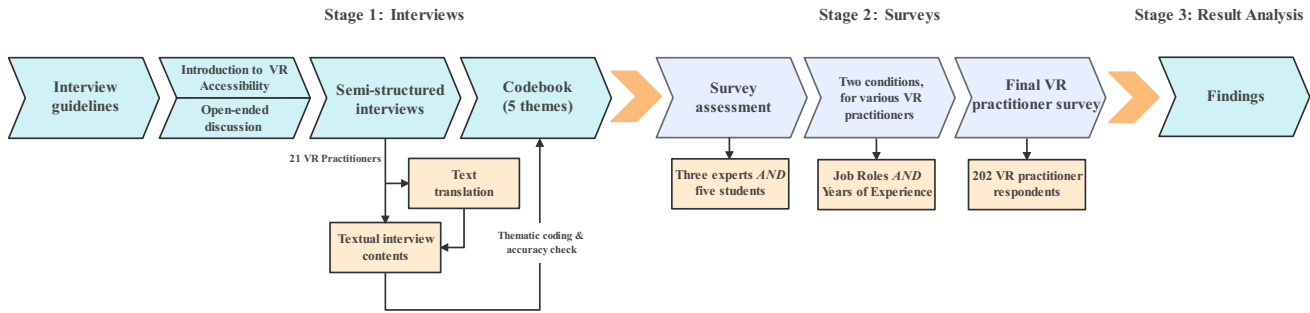 Stage 1: Interviews
Stage 2: Surveys
Stage 3: Result Analysis
Interview
guidelines
Introduction to VR
Accessibility
Open-ended
discussion
Semi-structured
interviews
Codebook
(5 themes)
Survey
assessment
Two conditions,
for various VR
practitioners
Final VR
practitioner survey
Findings
21 VR Practitioners
Text
translation
Textual interview
contents
Thematic coding &
accuracy check
Three experts AND
five students
Job Roles AND
Years of Experience
202 VR practitioner
respondents